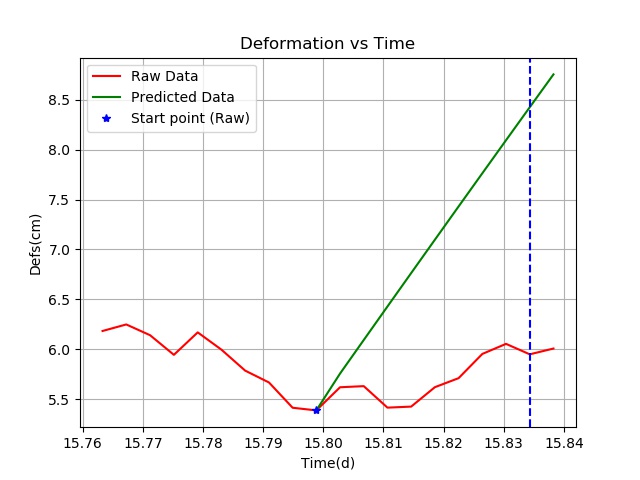 Deformation vs Time
Raw Data
Predicted Data
Start point (Raw)
Defs(cm)
8.5
8.0
7.5
7.0
6.5
6.0
5.5
15.76 15.77 15.78 15.79 15.80 15.81 15.82 15.83 15.84
Time(d)